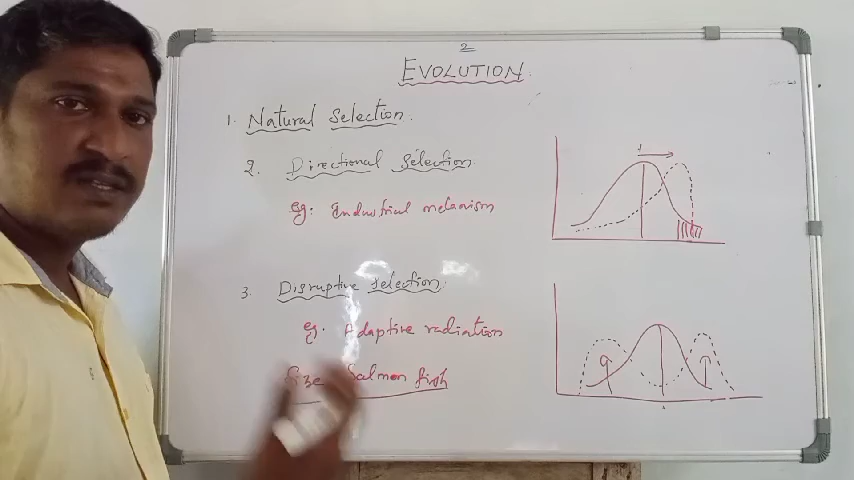 2
EVOLUTION
1. Natural Selection.
2. Directional Selection
eg: Industrial melanism
3. Disruptive Selection.
eg. Adaptive radiation
Size Salmon fish